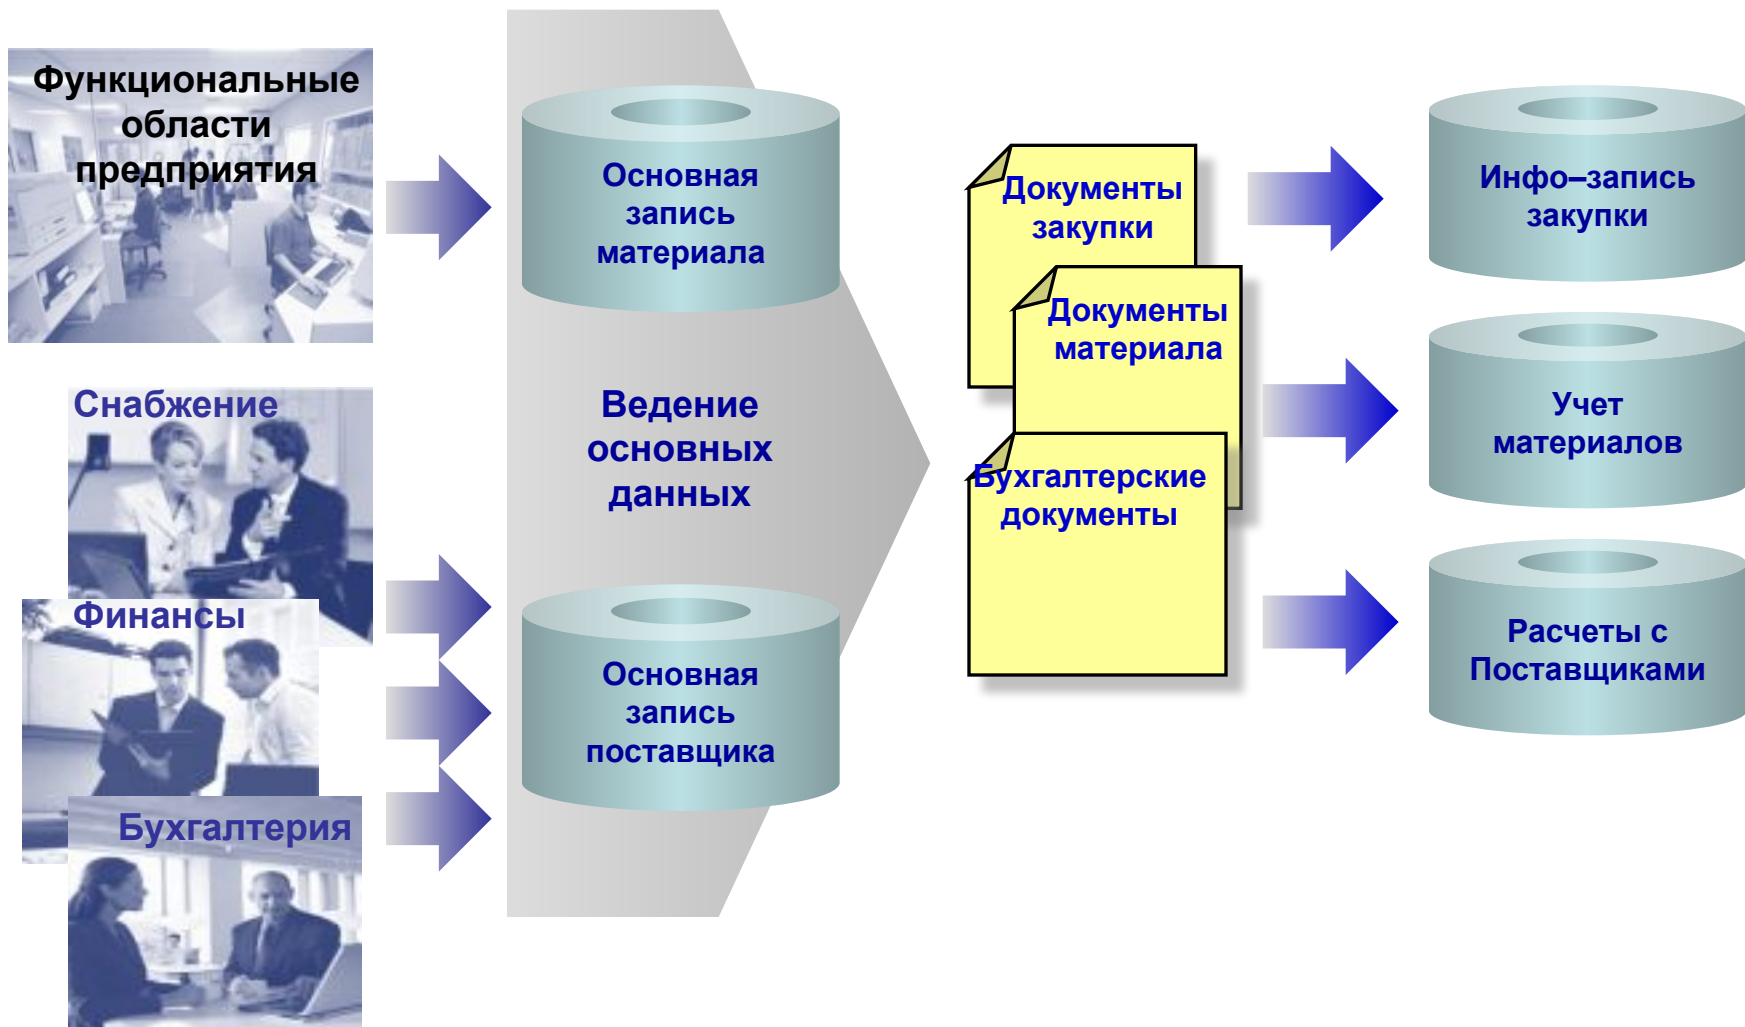 Функциональные
области
предприятия
Снабжение
Финансы
Бухгалтерия
Основная
запись
материала
Ведение
основных
данных
Основная
запись
поставщика
Документы
закупки
Документы
материала
Бухгалтерские
документы
Инфо–запись
закупки
Учет
материалов
Расчеты с
Поставщиками